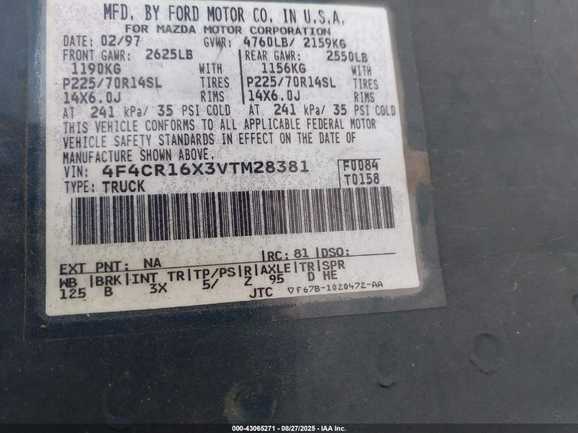 MFD. BY FORD MOTOR CO. IN U.S.A.
FOR MAZDA MOTOR CORPORATION
DATE: 02/97 GVWR: 4760LB/ 2159KG
FRONT GAWR: 2625LB REAR GAWR: 2550LB
1190KG WITH 1156KG WITH
P225/70R14SL TIRES P225/70R14SL TIRES
14X6.0J RIMS 14X6.0J RIMS
AT 241 kPa/ 35 PSI COLD AT 241 kPa/ 35 PSI COLD
THIS VEHICLE CONFORMS TO ALL APPLICABLE FEDERAL MOTOR
VEHICLE SAFETY STANDARDS IN EFFECT ON THE DATE OF
MANUFACTURE SHOWN ABOVE.
VIN: 4F4CR16X3VTM28381 F0084
TYPE: TRUCK T0158
EXT PNT: NA RC: 81 DSO:
WB BRK INT TR TP/PS R AXLE TR SPR
125 B 3X 5/ Z 95 D HE
JTC ▽F67B-1020472-AA
000-43065271 - 08/27/2025 - IAA Inc.